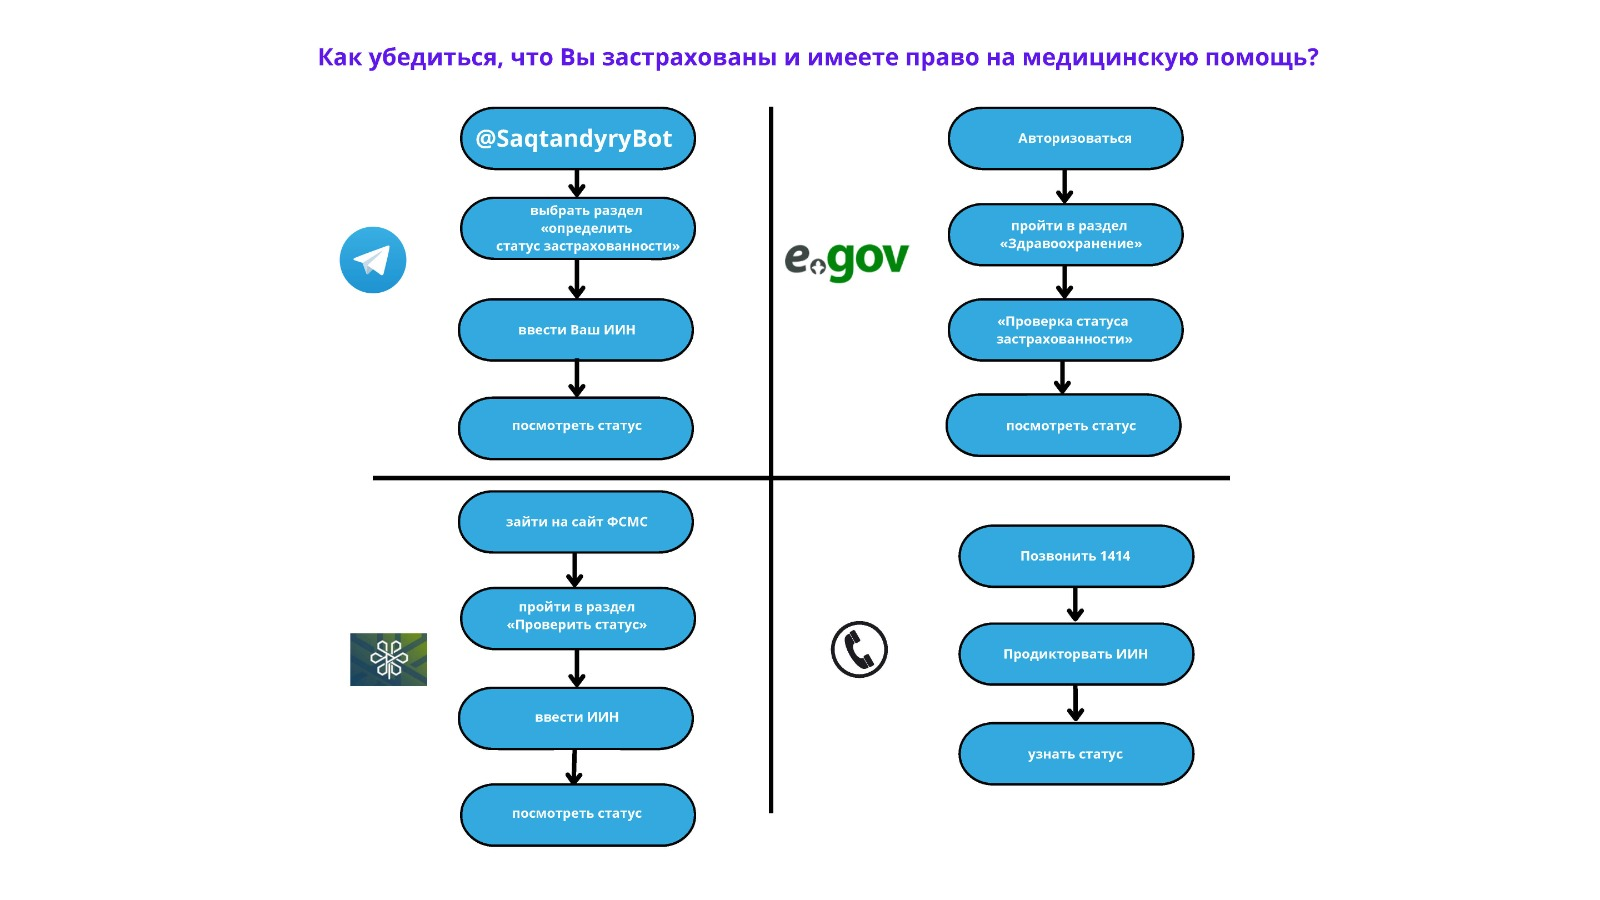 Как убедиться, что Вы застрахованы и имеете право на медицинскую помощь?
@SaqtandyryBot
выбрать раздел
«определить
статус застрахованности»
ввести Ваш ИИН
посмотреть статус
e.gov
Авторизоваться
пройти в раздел
«Здравоохранение»
«Проверка статуса
застрахованности»
посмотреть статус
зайти на сайт ФСМС
пройти в раздел
«Проверить статус»
ввести ИИН
посмотреть статус
Позвонить 1414
Продикторвать ИИН
узнать статус